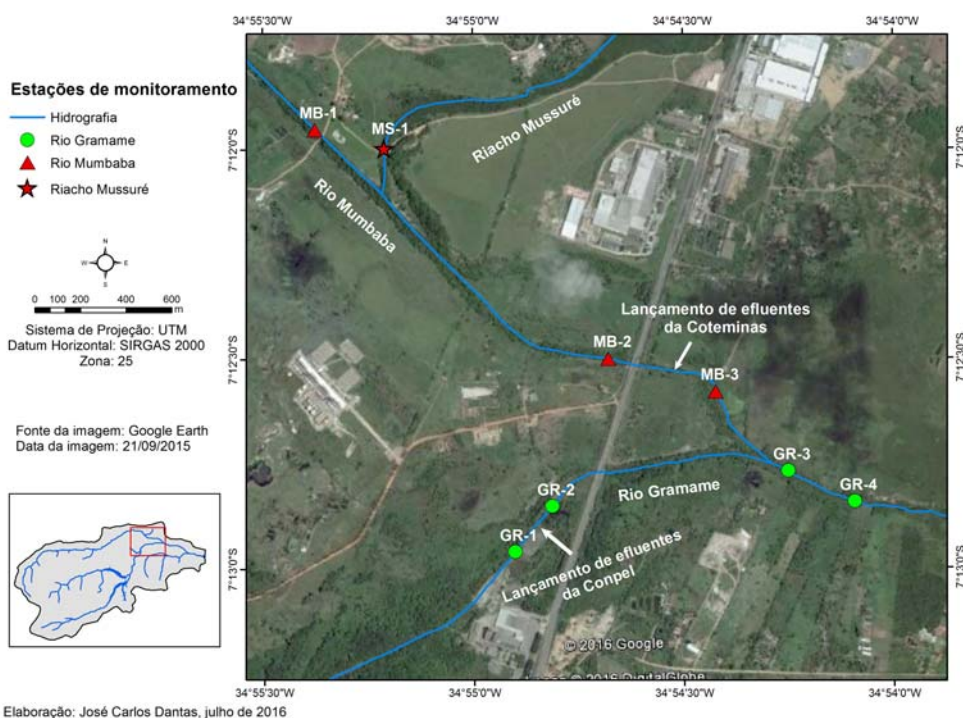 34°55'30"O
34°55'0"O
34°54'30"O
34°54'0"O
Estações de monitoramento
Hidrografia
Rio Gramame
Rio Mumbaba
Riacho Mussuré
N
W
E
S
0 100 200 400 600
m
Sistema de Projeção: UTM
Datum Horizontal: SIRGAS 2000
Zona: 25
Fonte da imagem: Google Earth
Data da imagem: 21/09/2015
7°12'0"S
7°12'30"S
7°13'0"S
MB-1
MS-1
Riacho Mussuré
Rio Mumbaba
Lançamento de efluentes
da Coteminas
MB-2
MB-3
GR-3
GR-4
Rio Gramame
GR-2
GR-1
Lançamento de efluentes
da Conpel
© 2016 Google
© 2016 DigitalGlobe
7°12'0"S
7°12'30"S
7°13'0"S
34°55'30"O
34°55'0"O
34°54'30"O
34°54'0"O
Elaboração: José Carlos Dantas, julho de 2016